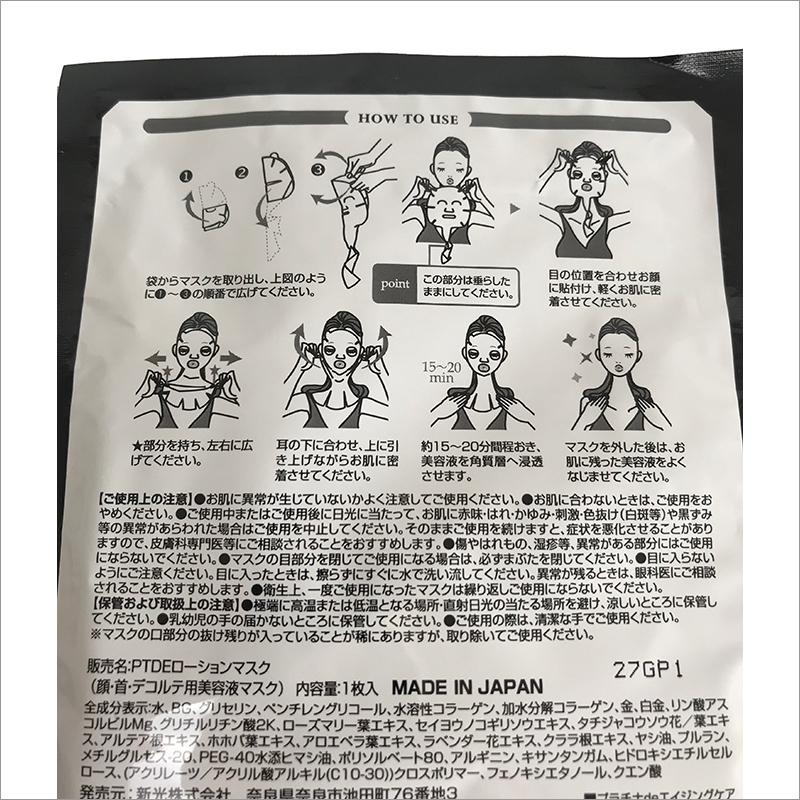 HOW TO USE
❶
❷
❸
袋からマスクを取り出し、上図のよう
に❶〜❸の順番で広げてください。
point
この部分は垂らした
ままにしてください。
目の位置を合わせお顔
に貼付け、軽くお肌に密
着させてください。
★部分を持ち、左右に広
げてください。
耳の下に合わせ、上に引
き上げながらお肌に密
着させてください。
15〜20
min
約15〜20分間程おき、
美容液を角質層へ浸透
させます。
マスクを外した後は、お
肌に残った美容液をよく
なじませてください。
【ご使用上の注意】●お肌に異常が生じていないかよく注意してご使用ください。●お肌に合わないときは、ご使用をお
やめください。●ご使用中またはご使用後に日光に当たって、お肌に赤味・はれ・かゆみ・刺激・色抜け(白斑等)や黒ずみ
等の異常があらわれた場合はご使用を中止してください。そのままご使用を続けますと、症状を悪化させることがあり
ますので、皮膚科専門医等にご相談されることをおすすめします。●傷やはれもの、湿疹等、異常がある部分にはご使用
にならないでください。●マスクの目部分を閉じてご使用になる場合は、必ずまぶたを閉じてください。●目に入らない
ようにご注意ください。目に入ったときは、擦らずにすぐに水で洗い流してください。異常が残るときは、眼科医にご相談
されることをおすすめします。●衛生上、一度ご使用になったマスクは繰り返しご使用にならないでください。
【保管および取扱上の注意】●極端に高温または低温となる場所・直射日光の当たる場所を避け、涼しいところに保管し
てください。●乳幼児の手の届かないところに保管してください。●ご使用の際は、清潔な手でご使用ください。
※マスクの口部分の抜け残りが入っていることが稀にありますが、取り除いてご使用ください。
販売名:PTDEローションマスク
27GP1
(顔・首・デコルテ用美容液マスク) 内容量:1枚入 MADE IN JAPAN
全成分表示:水、BG、グリセリン、ペンチレングリコール、水溶性コラーゲン、加水分解コラーゲン、金、白金、リン酸アス
コルビルMg、グリチルリチン酸2K、ローズマリー葉エキス、セイヨウノコギリソウエキス、タチジャコウソウ花／葉エキ
ス、アルテア根エキス、ホホバ葉エキス、アロエベラ葉エキス、ラベンダー花エキス、クララ根エキス、ヤシ油、プルラン、
メチルグルセス-20、PEG-40水添ヒマシ油、ポリソルベート80、アルギニン、キサンタンガム、ヒドロキシエチルセル
ロース、(アクリレーツ／アクリル酸アルキル(C10-30))クロスポリマー、フェノキシエタノール、クエン酸
発売元: 新光株式会社 奈良県奈良市池田町76番地3
■プラチナdeエイジングケア